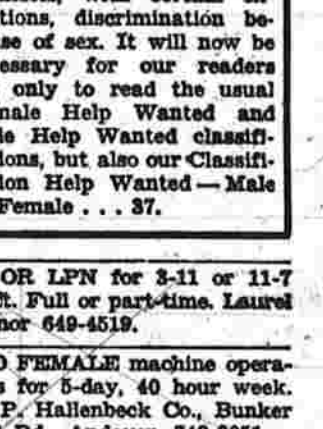 tions, discrimination be-
se of sex. It will now be
essary for our readers
only to read the usual
male Help Wanted and
le Help Wanted classifi-
ions, but also our Classifi-
ion Help Wanted — Male
Female . . . 37.
OR LPN for 3-11 or 11-7
ft. Full or part-time. Laurel
nor 649-4519.
D FEMALE machine opera-
s for 5-day, 40 hour week.
P. Hallenbeck Co., Bunker